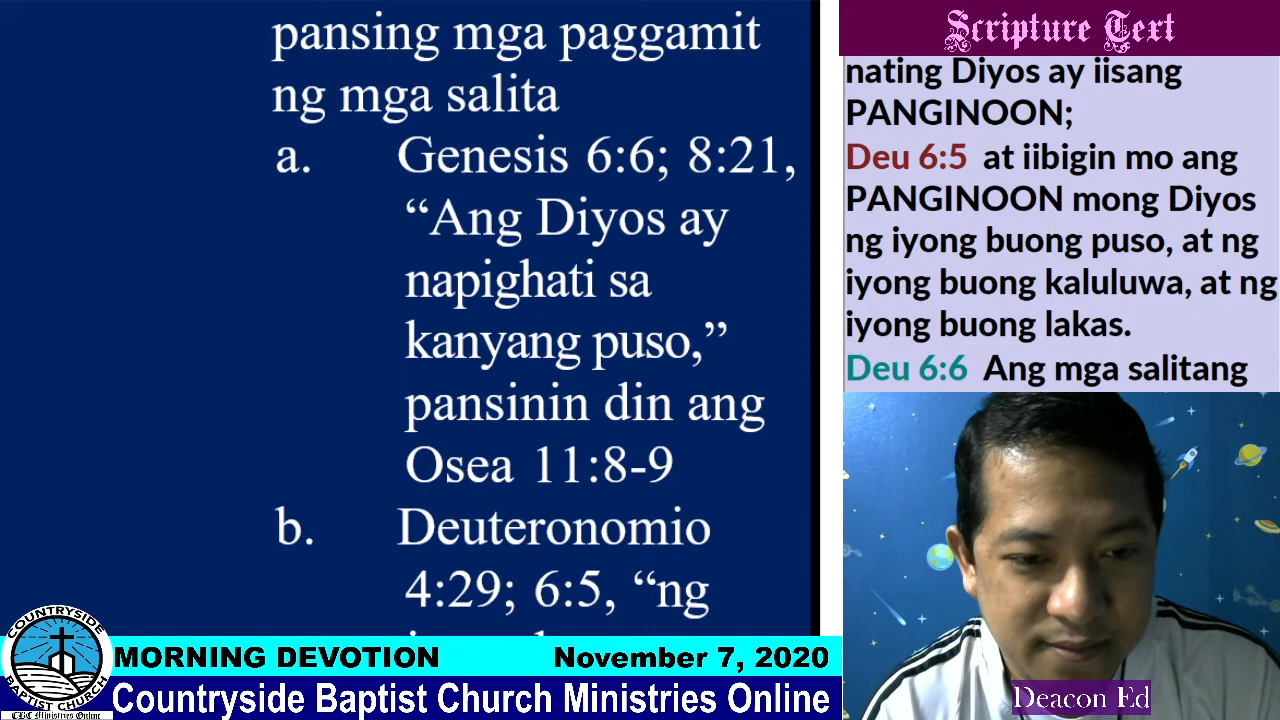 pansing mga paggamit
ng mga salita
a. Genesis 6:6; 8:21,
“Ang Diyos ay
napighati sa
kanyang puso,”
pansinin din ang
Osea 11:8-9
b. Deuteronomio
4:29; 6:5, “ng
Scripture Text
nating Diyos ay iisang
PANGINOON;
Deu 6:5 at iibigin mo ang
PANGINOON mong Diyos
ng iyong buong puso, at ng
iyong buong kaluluwa, at ng
iyong buong lakas.
Deu 6:6 Ang mga salitang
Deacon Ed
COUNTRYSIDE
BAPTIST CHURCH
CBC Ministries Online
MORNING DEVOTION November 7, 2020
Countryside Baptist Church Ministries Online